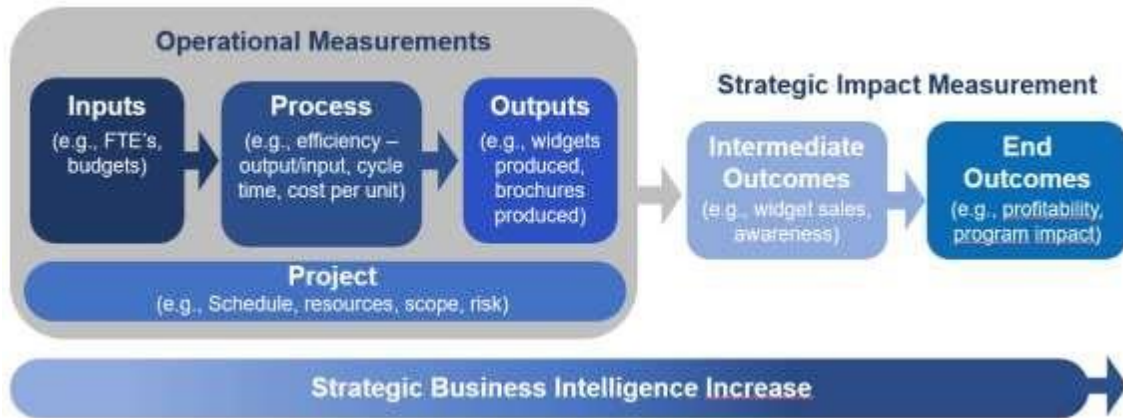 Operational Measurements
Inputs
(e.g., FTE's,
budgets)
Process
(e.g., efficiency –
output/input, cycle
time, cost per unit)
Outputs
(e.g., widgets
produced,
brochures
produced)
Project
(e.g., Schedule, resources, scope, risk)
Strategic Impact Measurement
Intermediate
Outcomes
(e.g., widget sales,
awareness)
End
Outcomes
(e.g., profitability,
program impact)
Strategic Business Intelligence Increase